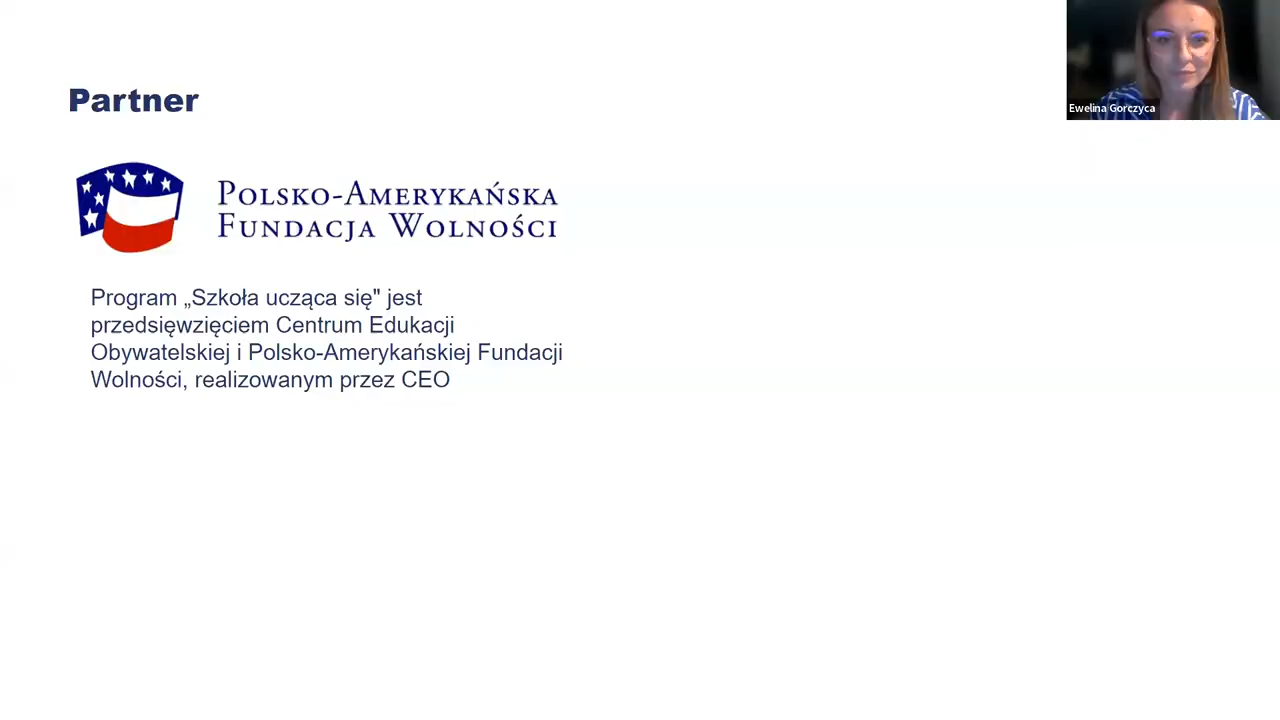 Ewelina Gorczyca
Partner
Polsko-Amerykańska
Fundacja Wolności
Program „Szkoła ucząca się" jest
przedsięwzięciem Centrum Edukacji
Obywatelskiej i Polsko-Amerykańskiej Fundacji
Wolności, realizowanym przez CEO